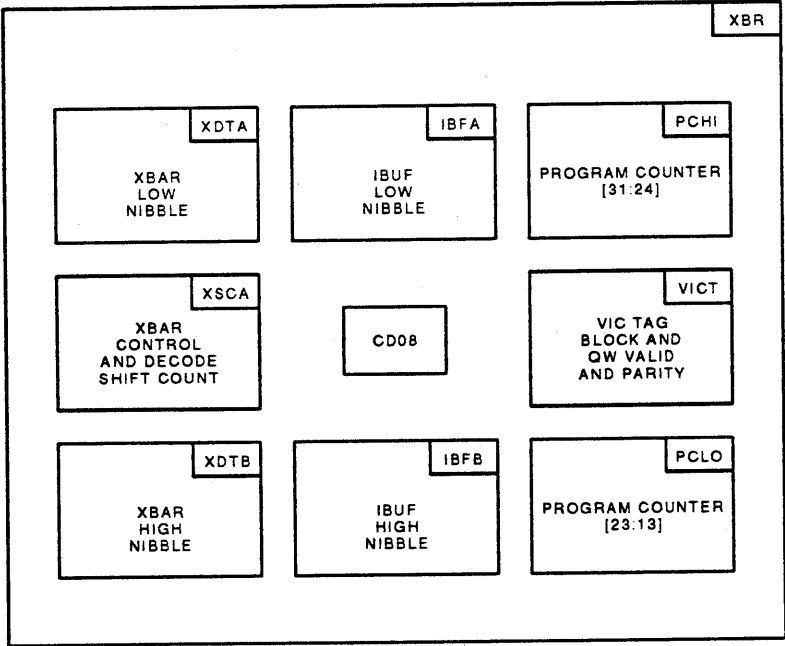 XBR
XDTA
XBAR
LOW
NIBBLE
IBFA
IBUF
LOW
NIBBLE
PCHI
PROGRAM COUNTER
[31:24]
XSCA
XBAR
CONTROL
AND DECODE
SHIFT COUNT
CD08
VICT
VIC TAG
BLOCK AND
QW VALID
AND PARITY
XDTB
XBAR
HIGH
NIBBLE
IBFB
IBUF
HIGH
NIBBLE
PCLO
PROGRAM COUNTER
[23:13]